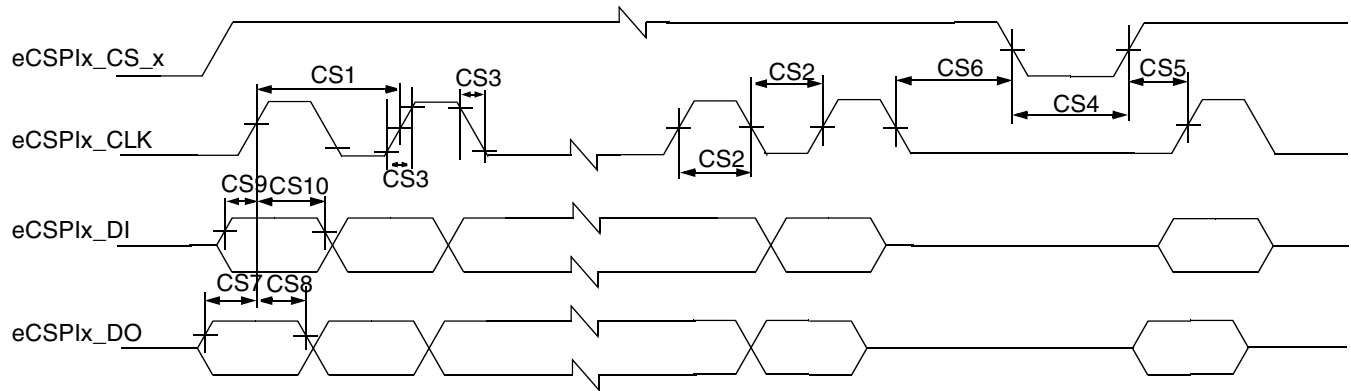 eCSPIx_CS_x
CS1
CS3
CS2
CS6
CS5
CS4
eCSPIx_CLK
CS3
CS2
CS9
CS10
eCSPIx_DI
CS7
CS8
eCSPIx_DO